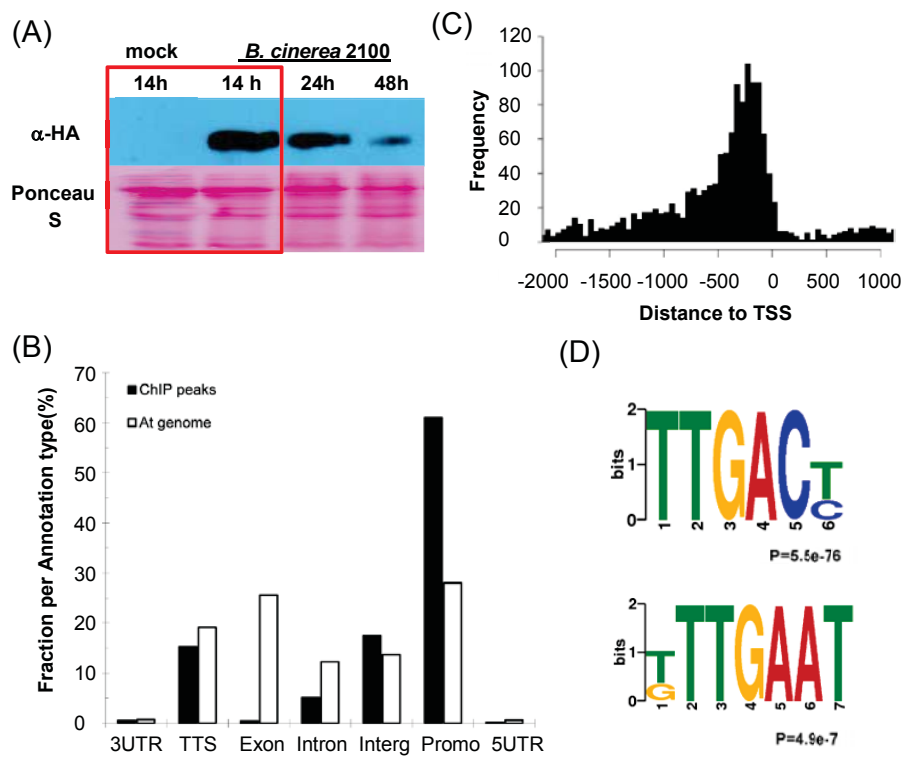 (A)
mock
B. cinerea 2100
14h
14 h
24h
48h
α-HA
Ponceau
S
(B)
Fraction per Annotation type(%)
70
60
50
40
30
20
10
0
ChIP peaks
At genome
3UTR
TTS
Exon
Intron
Interg
Promo
5UTR
(C)
Frequency
120
100
80
60
40
20
0
-2000
-1500
-1000
-500
0
500
1000
Distance to TSS
(D)
bits
2
1
0
TTGACT
C
1 2 3 4 5 6
P=5.5e-76
bits
2
1
0
TTTGAAT
G
1 2 3 4 5 6 7
P=4.9e-7